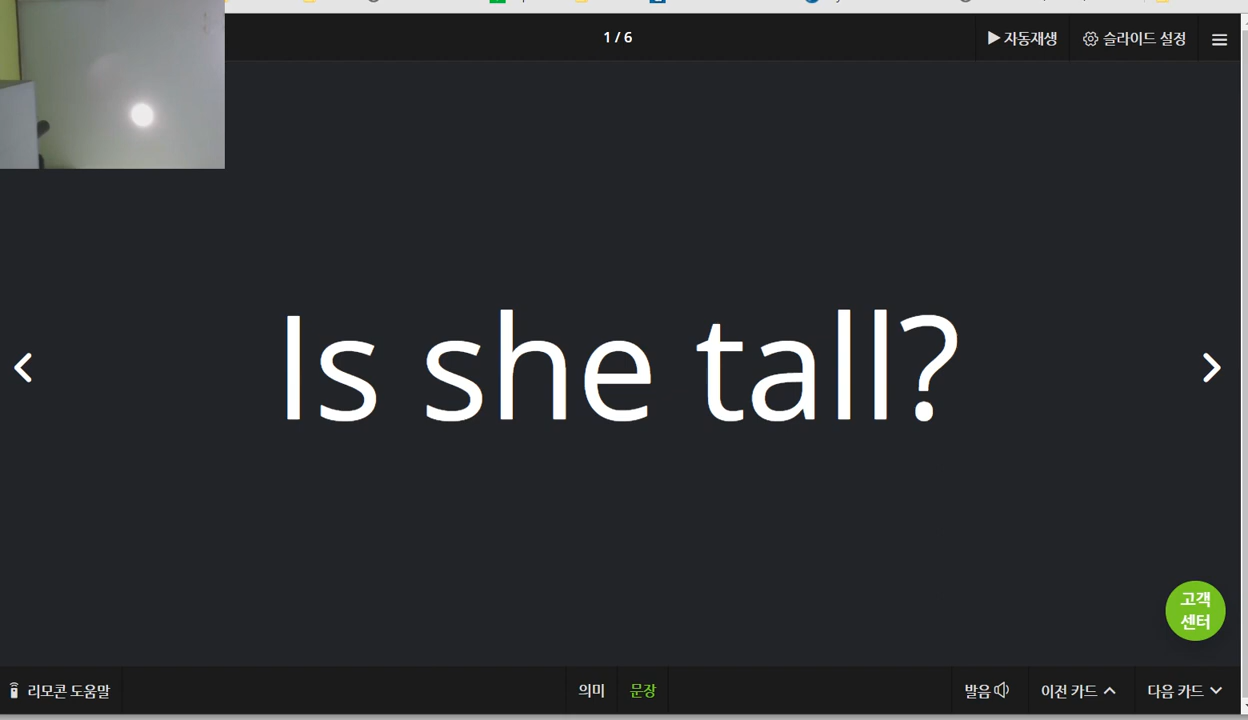 1 / 6
자동재생
슬라이드 설정
Is she tall?
고객
센터
리모콘 도움말
의미
문장
발음
이전 카드
다음 카드